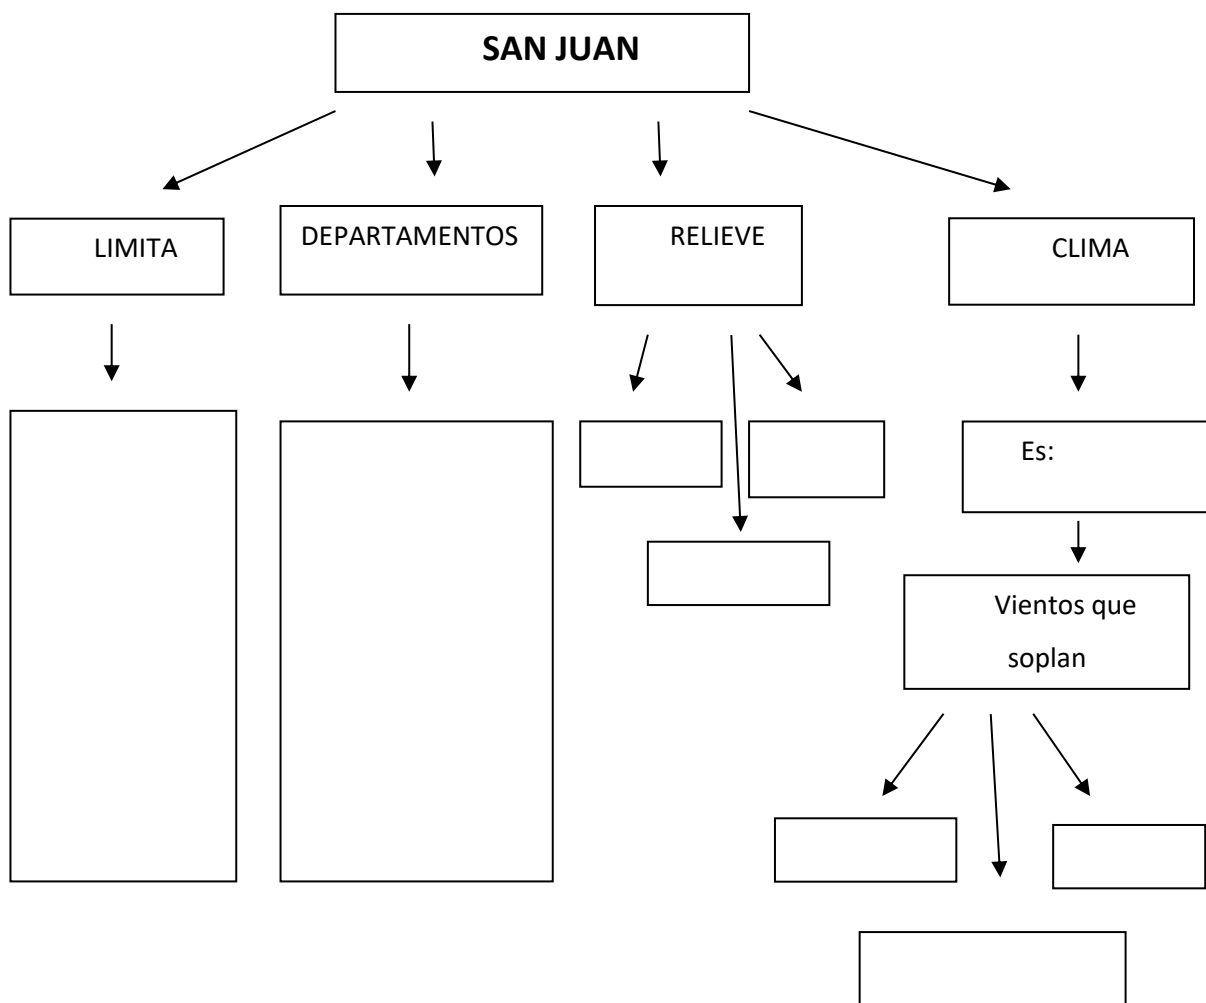 SAN JUAN
LIMITA
DEPARTAMENTOS
RELIEVE
CLIMA
Es:
Vientos que
soplan